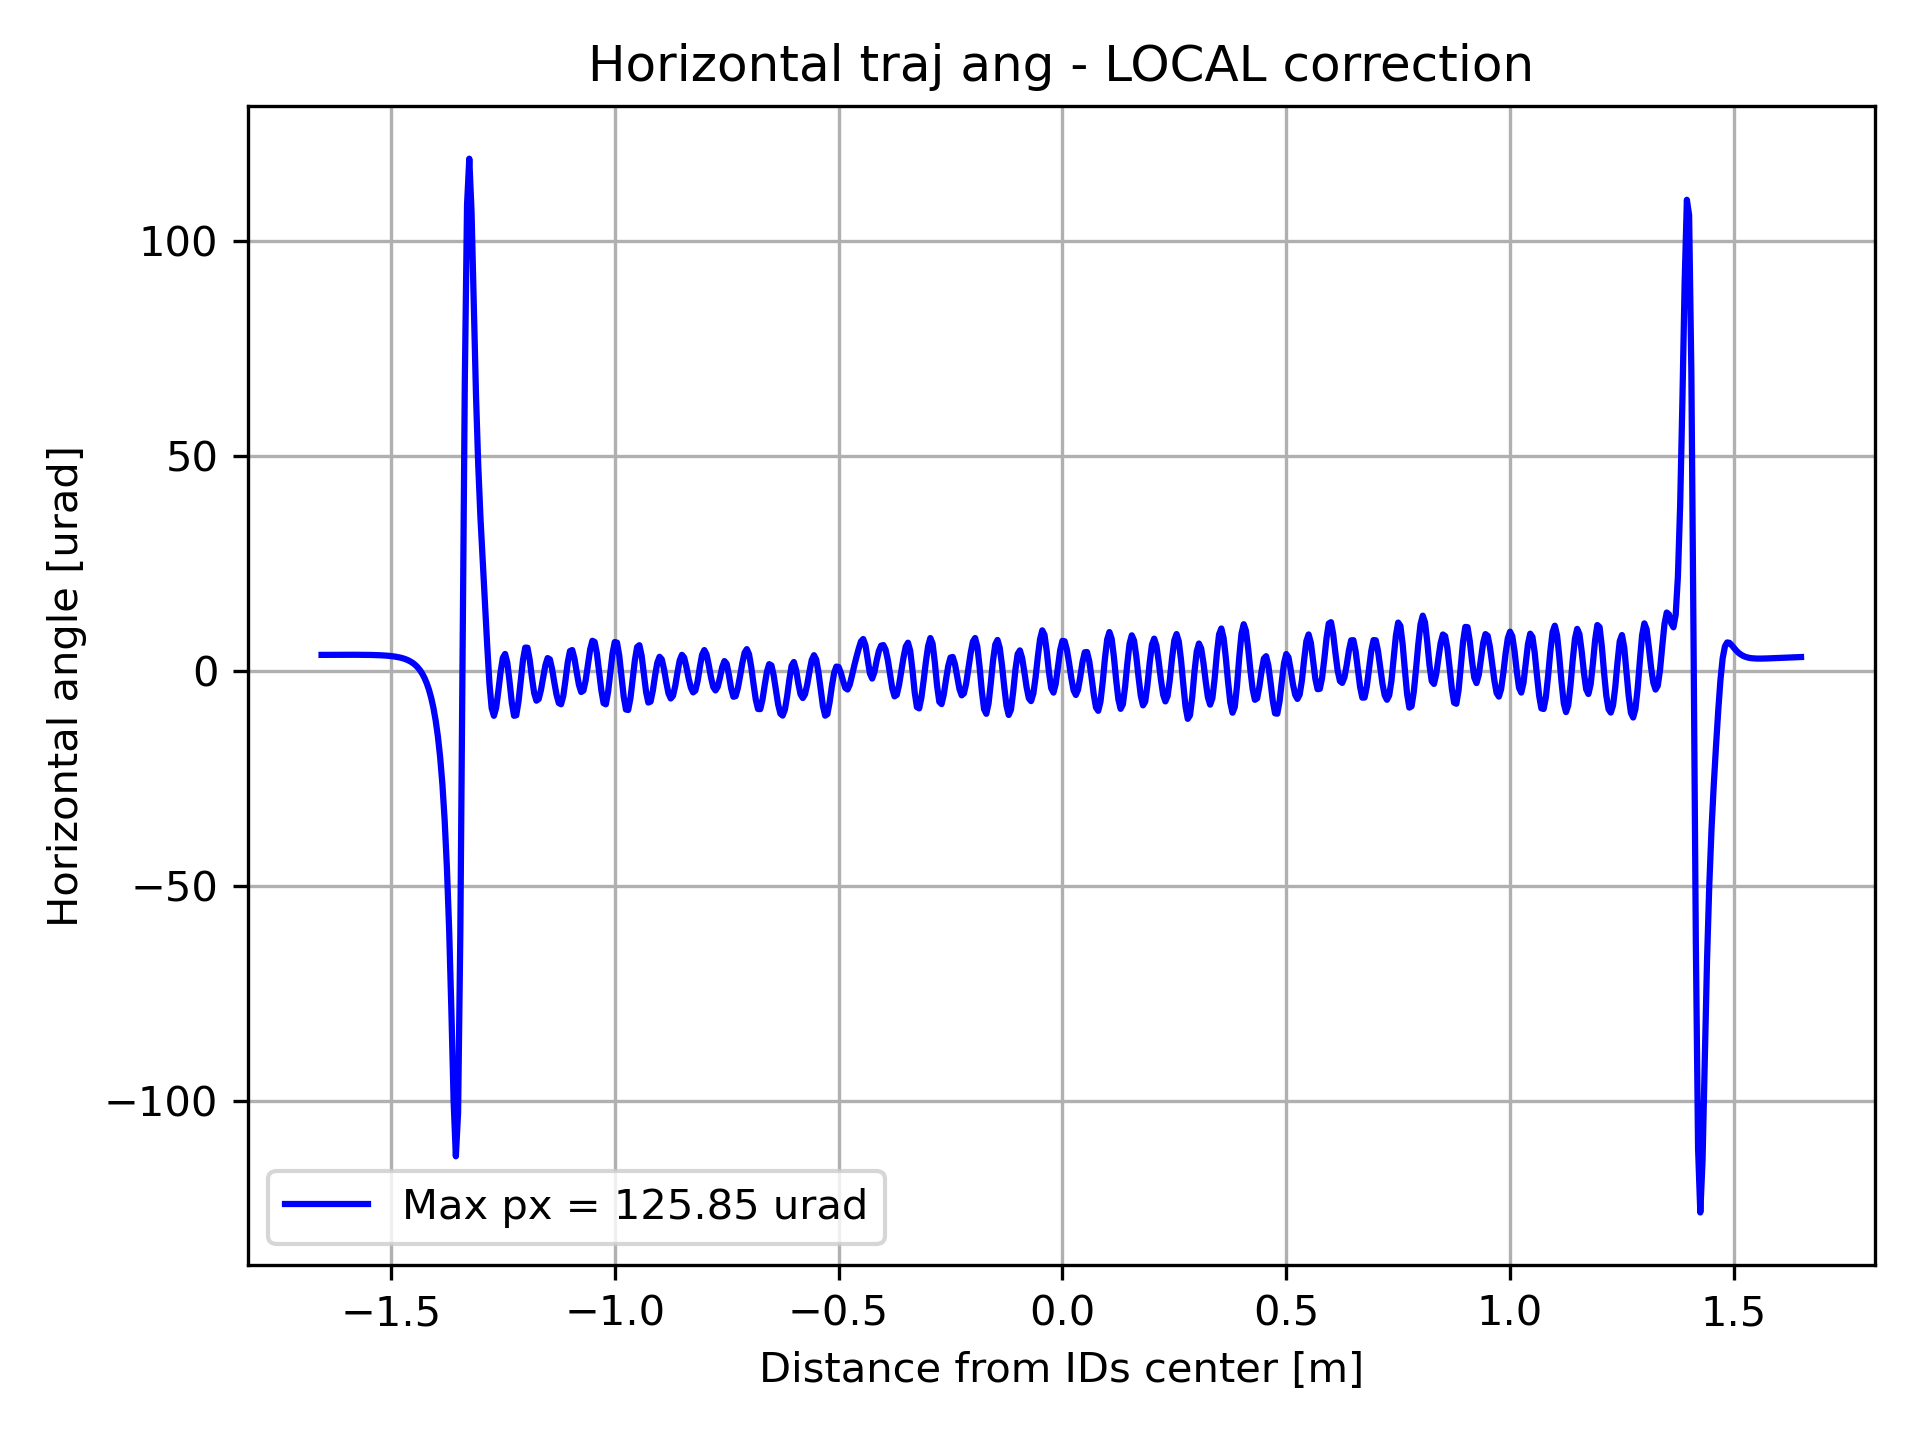 Horizontal traj ang - LOCAL correction
Horizontal angle [urad]
100
50
0
−50
−100
Max px = 125.85 urad
−1.5 −1.0 −0.5 0.0 0.5 1.0 1.5
Distance from IDs center [m]